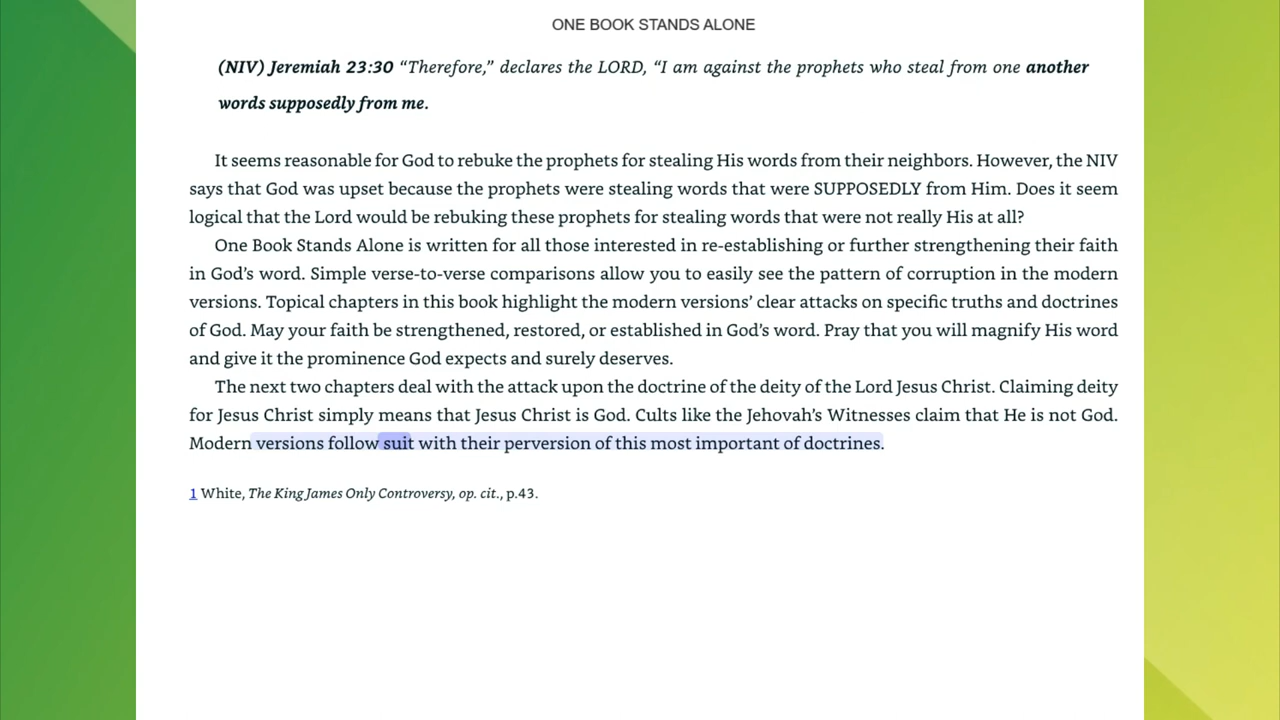 ONE BOOK STANDS ALONE
(NIV) Jeremiah 23:30 “Therefore,” declares the LORD, “I am against the prophets who steal from one another
words supposedly from me.
It seems reasonable for God to rebuke the prophets for stealing His words from their neighbors. However, the NIV
says that God was upset because the prophets were stealing words that were SUPPOSEDLY from Him. Does it seem
logical that the Lord would be rebuking these prophets for stealing words that were not really His at all?
One Book Stands Alone is written for all those interested in re-establishing or further strengthening their faith
in God’s word. Simple verse-to-verse comparisons allow you to easily see the pattern of corruption in the modern
versions. Topical chapters in this book highlight the modern versions’ clear attacks on specific truths and doctrines
of God. May your faith be strengthened, restored, or established in God’s word. Pray that you will magnify His word
and give it the prominence God expects and surely deserves.
The next two chapters deal with the attack upon the doctrine of the deity of the Lord Jesus Christ. Claiming deity
for Jesus Christ simply means that Jesus Christ is God. Cults like the Jehovah’s Witnesses claim that He is not God.
Modern versions follow suit with their perversion of this most important of doctrines.
1 White, The King James Only Controversy, op. cit., p.43.